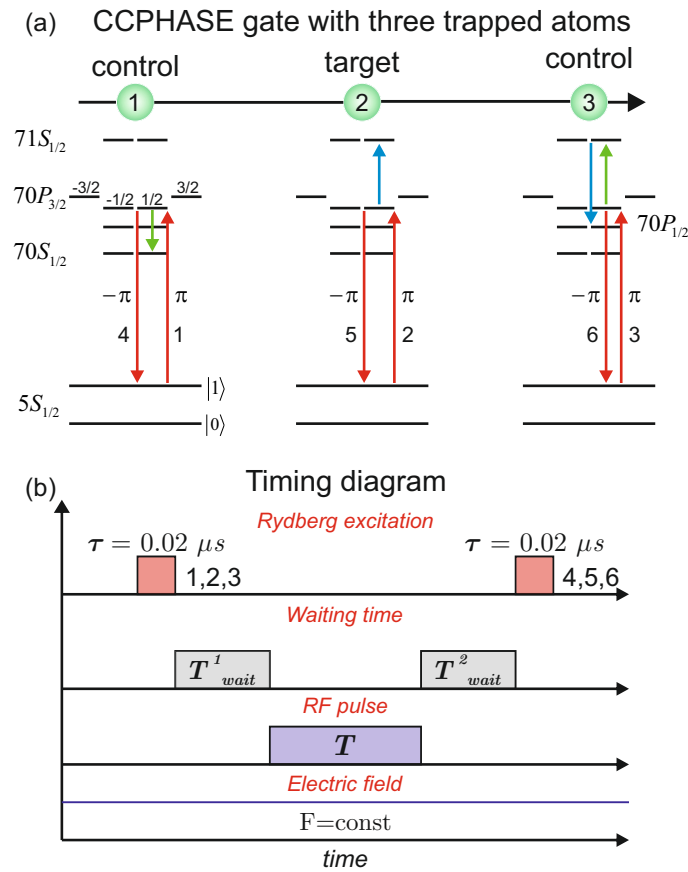 (a) CCPHASE gate with three trapped atoms
control target control
1 2 3
71S1/2
70P3/2 -3/2 -1/2 1/2 3/2
70P1/2
70S1/2
−π π −π π −π π
4 1 5 2 6 3
5S1/2
|1⟩
|0⟩
(b) Timing diagram
Rydberg excitation
τ = 0.02 μs τ = 0.02 μs
1,2,3 4,5,6
Waiting time
T¹wait T²wait
RF pulse
T
Electric field
F=const
time